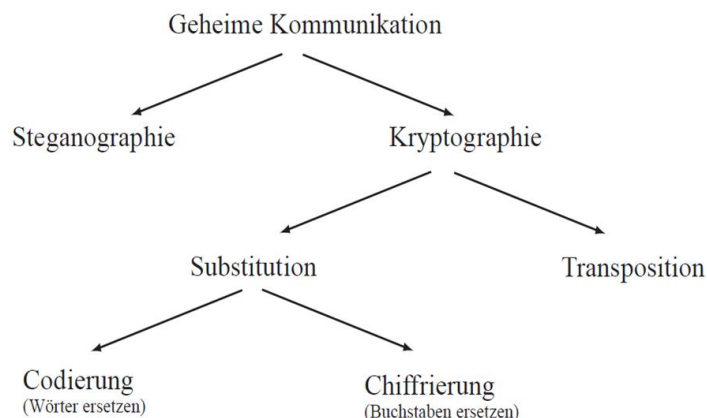 Geheime Kommunikation
Steganographie
Kryptographie
Substitution
Transposition
Codierung
(Wörter ersetzen)
Chiffrierung
(Buchstaben ersetzen)